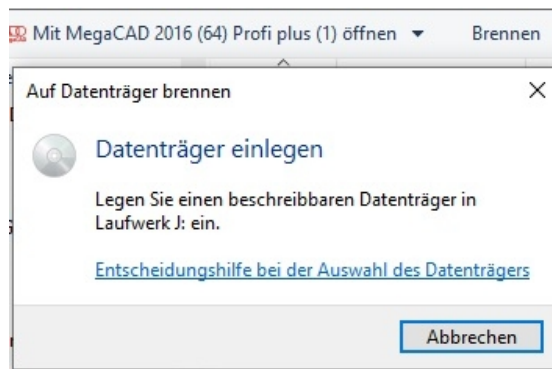 Mit MegaCAD 2016 (64) Profi plus (1) öffnen Brennen
Auf Datenträger brennen
Datenträger einlegen
Legen Sie einen beschreibbaren Datenträger in
Laufwerk J: ein.
Entscheidungshilfe bei der Auswahl des Datenträgers
Abbrechen